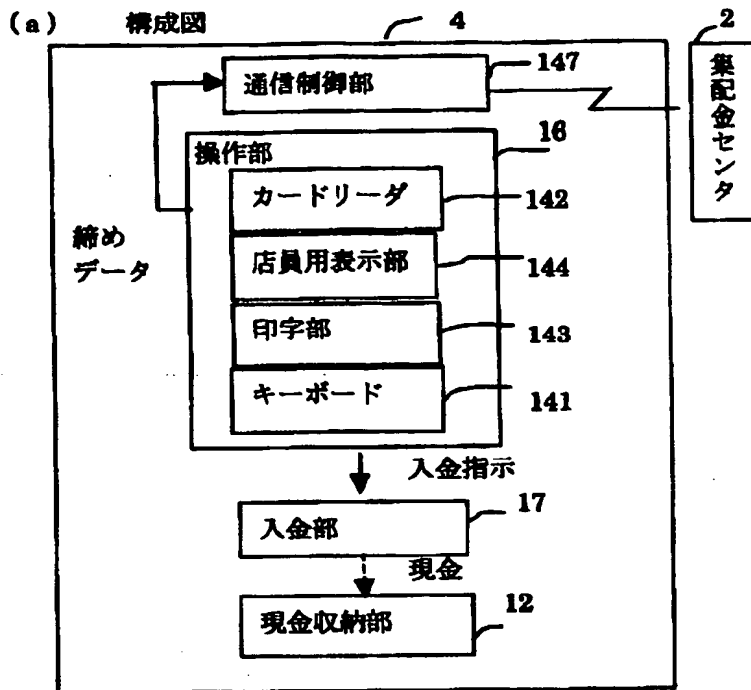 (a) 構成図
4
2
通信制御部
147
集配金センタ
操作部
16
カードリーダ
142
締め
データ
店員用表示部
144
印字部
143
キーボード
141
入金指示
入金部
17
現金
現金収納部
12